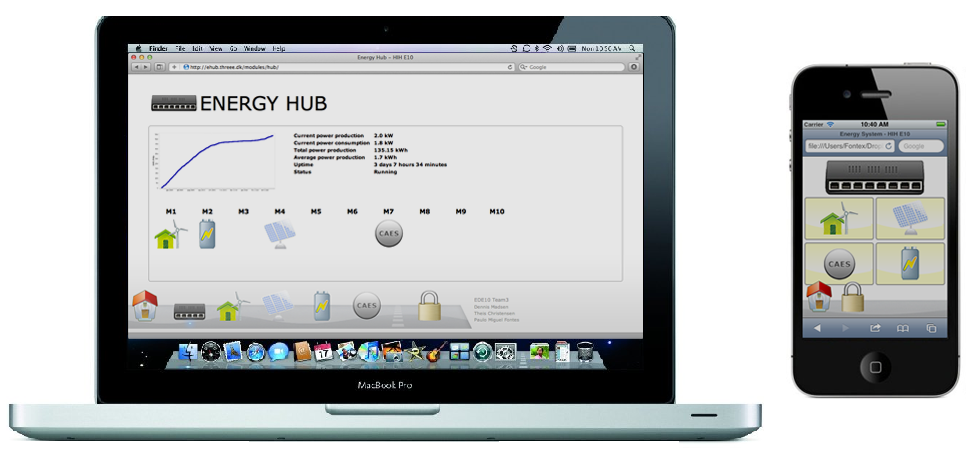 Finder File Edit View Go Window Help
Mon 10:50 AM
Energy Hub – HIH E10
http://ehub.threee.dk/modules/hub/
Google
ENERGY HUB
Current power production 2.0 kW
Current power consumption 1.8 kW
Total power production 135.15 kWh
Average power production 1.7 kWh
Uptime 3 days 7 hours 34 minutes
Status Running
M1 M2 M3 M4 M5 M6 M7 M8 M9 M10
CAES
CAES
EDE10 Team3
Dennis Madsen
Theis Christensen
Paulo Miguel Fontes
17
MacBook Pro
Carrier
10:40 AM
Energy System – HIH E10
file:///Users/Fontex/Drop
Google
CAES